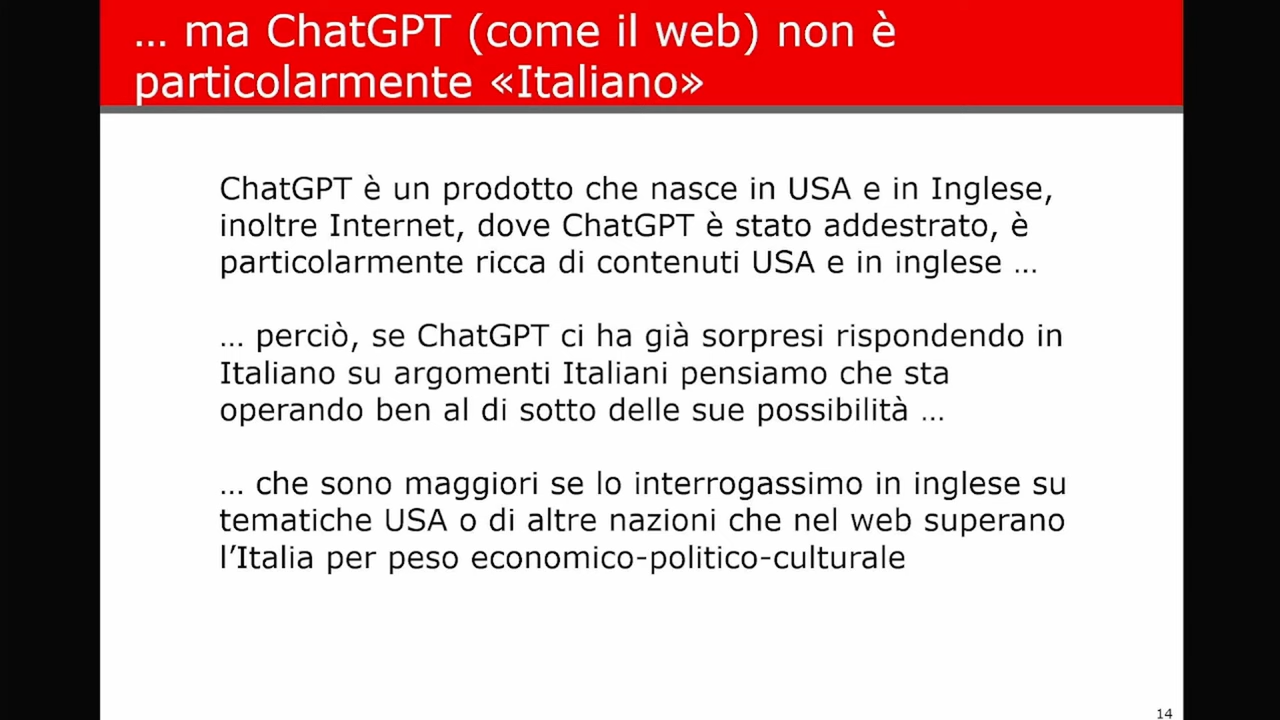 … ma ChatGPT (come il web) non è
particolarmente «Italiano»
ChatGPT è un prodotto che nasce in USA e in Inglese,
inoltre Internet, dove ChatGPT è stato addestrato, è
particolarmente ricca di contenuti USA e in inglese …
… perciò, se ChatGPT ci ha già sorpresi rispondendo in
Italiano su argomenti Italiani pensiamo che sta
operando ben al di sotto delle sue possibilità …
… che sono maggiori se lo interrogassimo in inglese su
tematiche USA o di altre nazioni che nel web superano
l’Italia per peso economico-politico-culturale
14